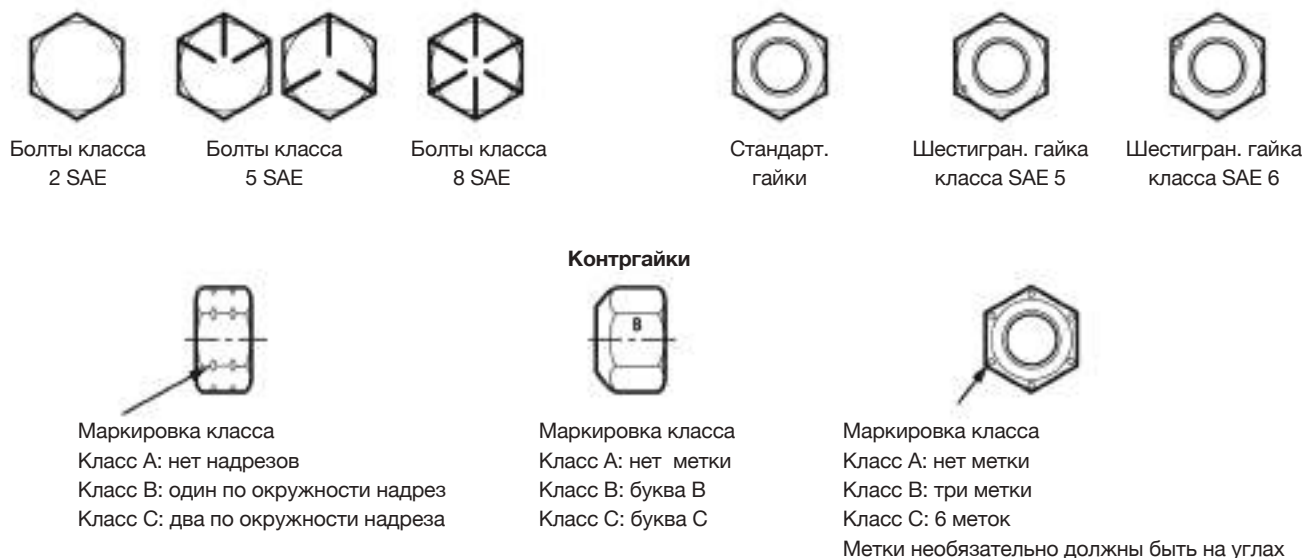 Болты класса
2 SAE
Болты класса
5 SAE
Болты класса
8 SAE
Стандарт.
гайки
Шестигран. гайка
класса SAE 5
Шестигран. гайка
класса SAE 6
Контргайки
B
Маркировка класса
Класс A: нет надрезов
Класс B: один по окружности надрез
Класс C: два по окружности надреза
Маркировка класса
Класс A: нет метки
Класс B: буква B
Класс C: буква C
Маркировка класса
Класс A: нет метки
Класс B: три метки
Класс C: 6 меток
Метки необязательно должны быть на углах